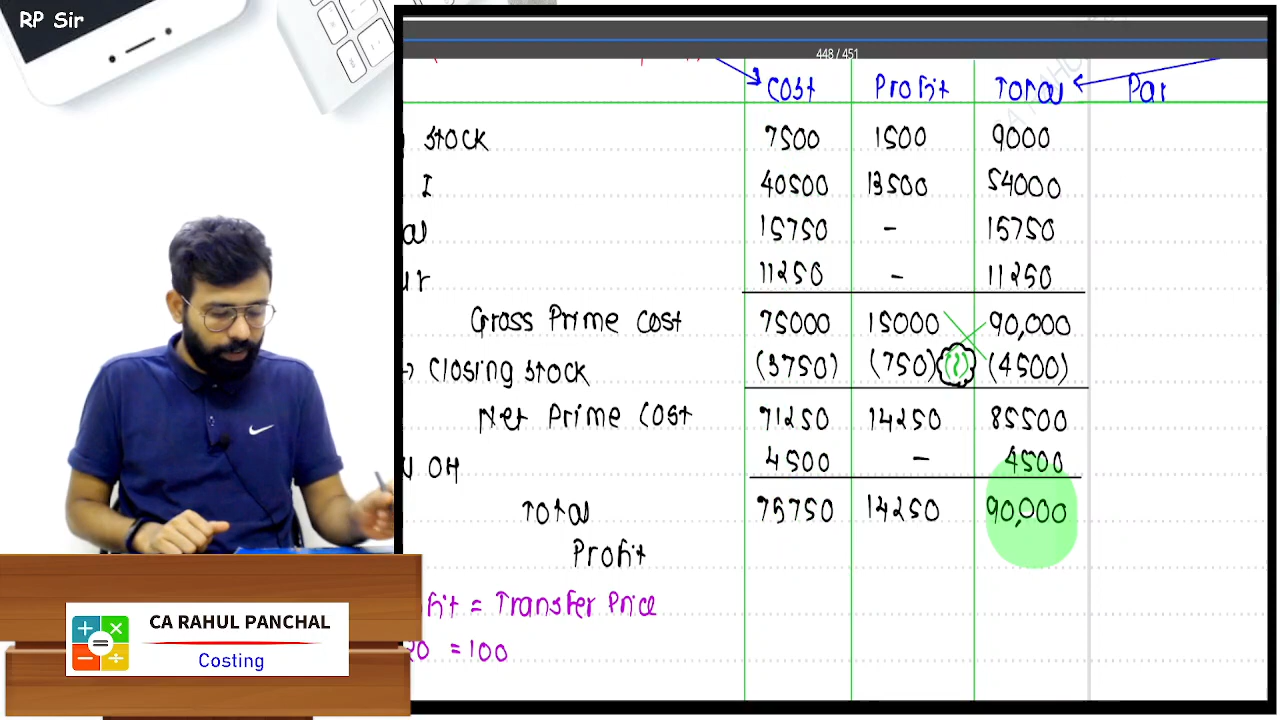 RP Sir
448 / 451
Cost Profit Total Par
Stock 7500 1500 9000
I 40500 13500 54000
15750 - 15750
11250 - 11250
Gross Prime Cost 75000 15000 90,000
→ Closing Stock (3750) (750) (?) (4500)
Net Prime Cost 71250 14250 85500
OH 4500 - 4500
Total 75750 14250 90,000
Profit
fit = Transfer Price
20 = 100
CA RAHUL PANCHAL
Costing